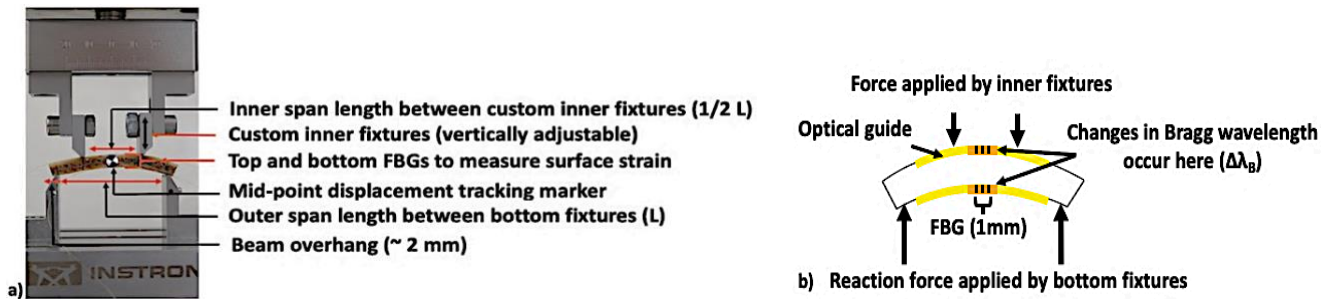 Inner span length between custom inner fixtures (1/2 L)
Custom inner fixtures (vertically adjustable)
Top and bottom FBGs to measure surface strain
Mid-point displacement tracking marker
Outer span length between bottom fixtures (L)
Beam overhang (~ 2 mm)
INSTRON
a)
Force applied by inner fixtures
Optical guide
Changes in Bragg wavelength
occur here (Δλ_B)
FBG (1mm)
b) Reaction force applied by bottom fixtures